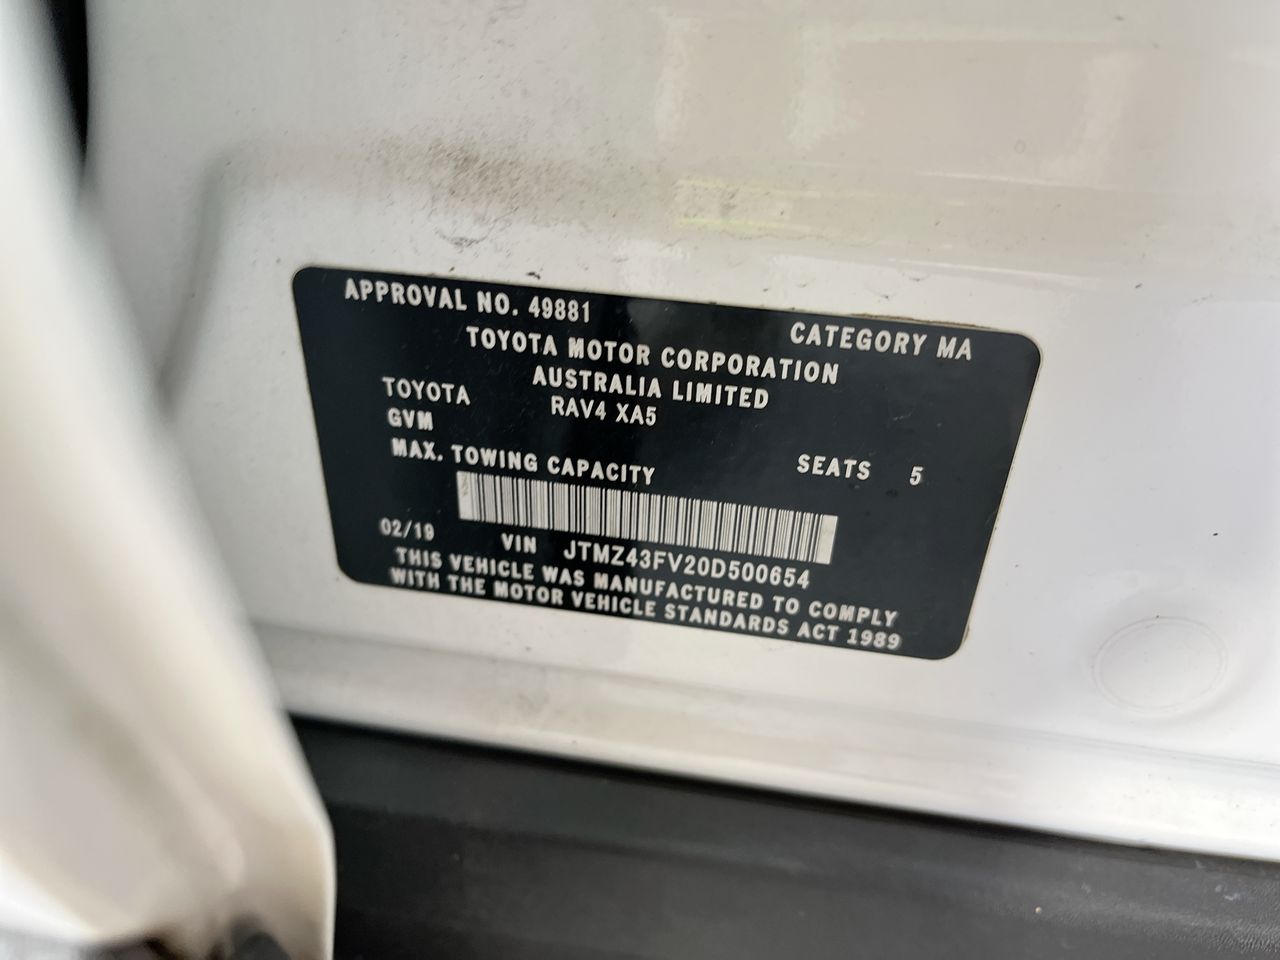 APPROVAL NO. 49881 CATEGORY MA
TOYOTA MOTOR CORPORATION
AUSTRALIA LIMITED
TOYOTA RAV4 XA5
GVM
MAX. TOWING CAPACITY SEATS 5
02/19 VIN JTMZ43FV20D500654
THIS VEHICLE WAS MANUFACTURED TO COMPLY
WITH THE MOTOR VEHICLE STANDARDS ACT 1989